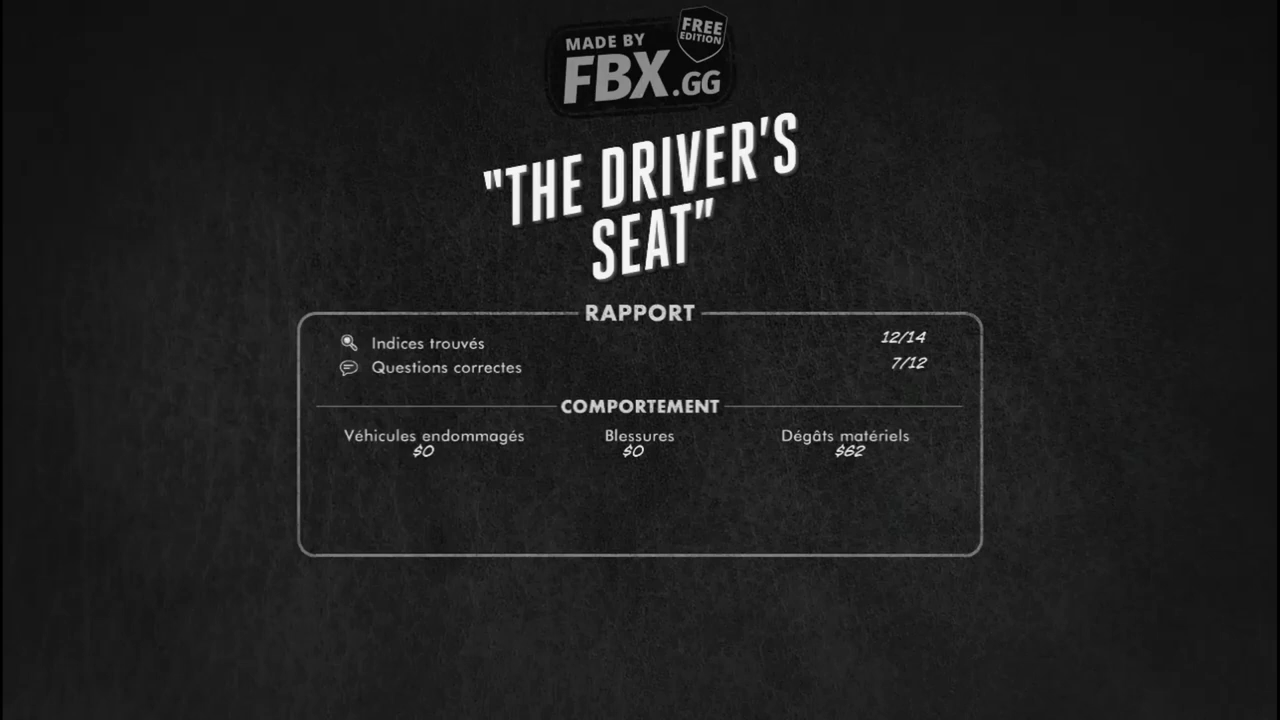 MADE BY
FREE
EDITION
FBX.GG
"THE DRIVER'S
SEAT"
RAPPORT
Indices trouvés 12/14
Questions correctes 7/12
COMPORTEMENT
Véhicules endommagés Blessures Dégâts matériels
$0 $0 $62